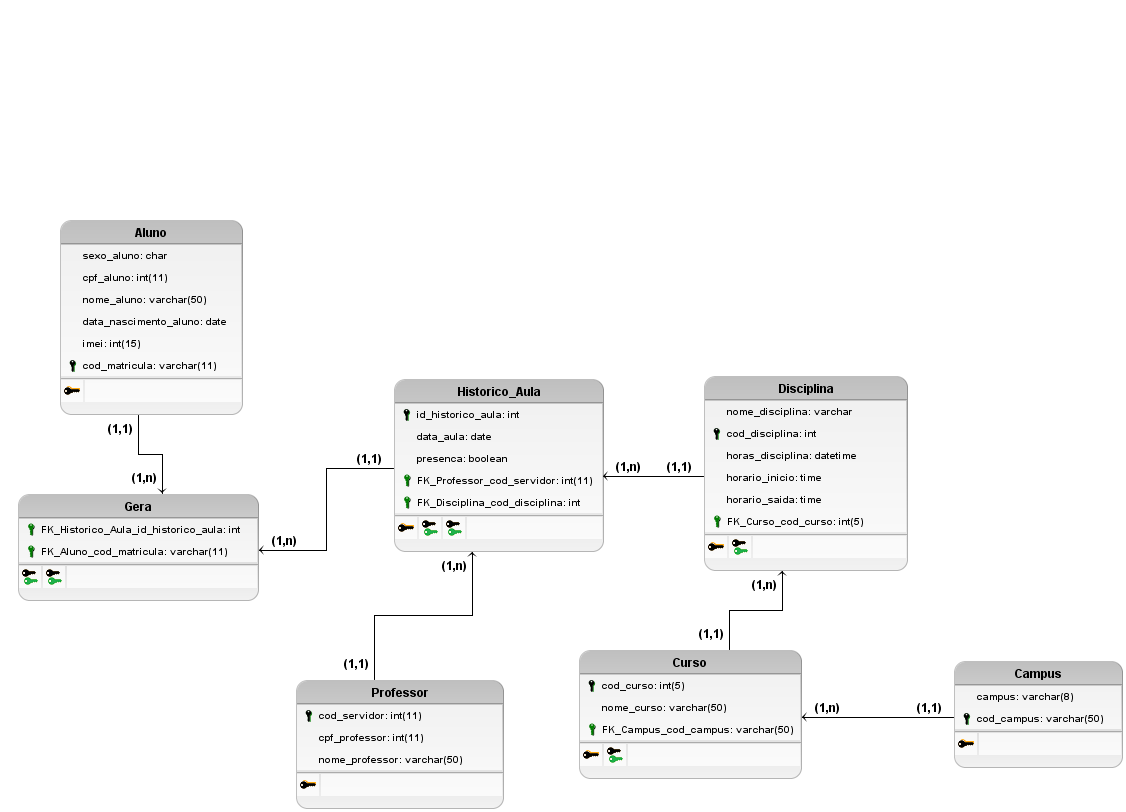 Aluno
sexo_aluno: char
cpf_aluno: int(11)
nome_aluno: varchar(50)
data_nascimento_aluno: date
imei: int(15)
cod_matricula: varchar(11)
(1,1)
(1,n)
Gera
FK_Historico_Aula_id_historico_aula: int
FK_Aluno_cod_matricula: varchar(11)
(1,n)
(1,1)
Historico_Aula
id_historico_aula: int
data_aula: date
presenca: boolean
FK_Professor_cod_servidor: int(11)
FK_Disciplina_cod_disciplina: int
(1,n)
(1,1)
Disciplina
nome_disciplina: varchar
cod_disciplina: int
horas_disciplina: datetime
horario_inicio: time
horario_saida: time
FK_Curso_cod_curso: int(5)
(1,n)
(1,1)
(1,n)
(1,1)
Professor
cod_servidor: int(11)
cpf_professor: int(11)
nome_professor: varchar(50)
Curso
cod_curso: int(5)
nome_curso: varchar(50)
FK_Campus_cod_campus: varchar(50)
(1,n)
(1,1)
Campus
campus: varchar(8)
cod_campus: varchar(50)